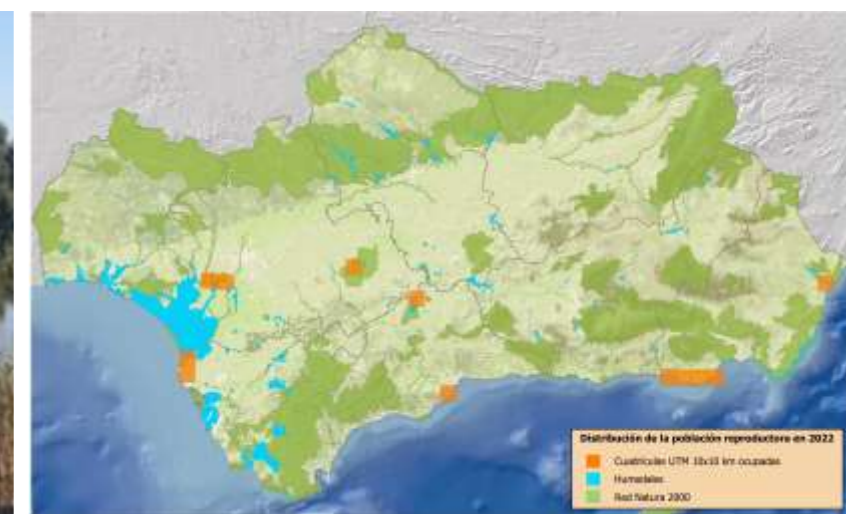 Distribución de la población reproductora en 2022
Cuadrículas UTM 10x10 km ocupadas
Humedales
Red Natura 2000